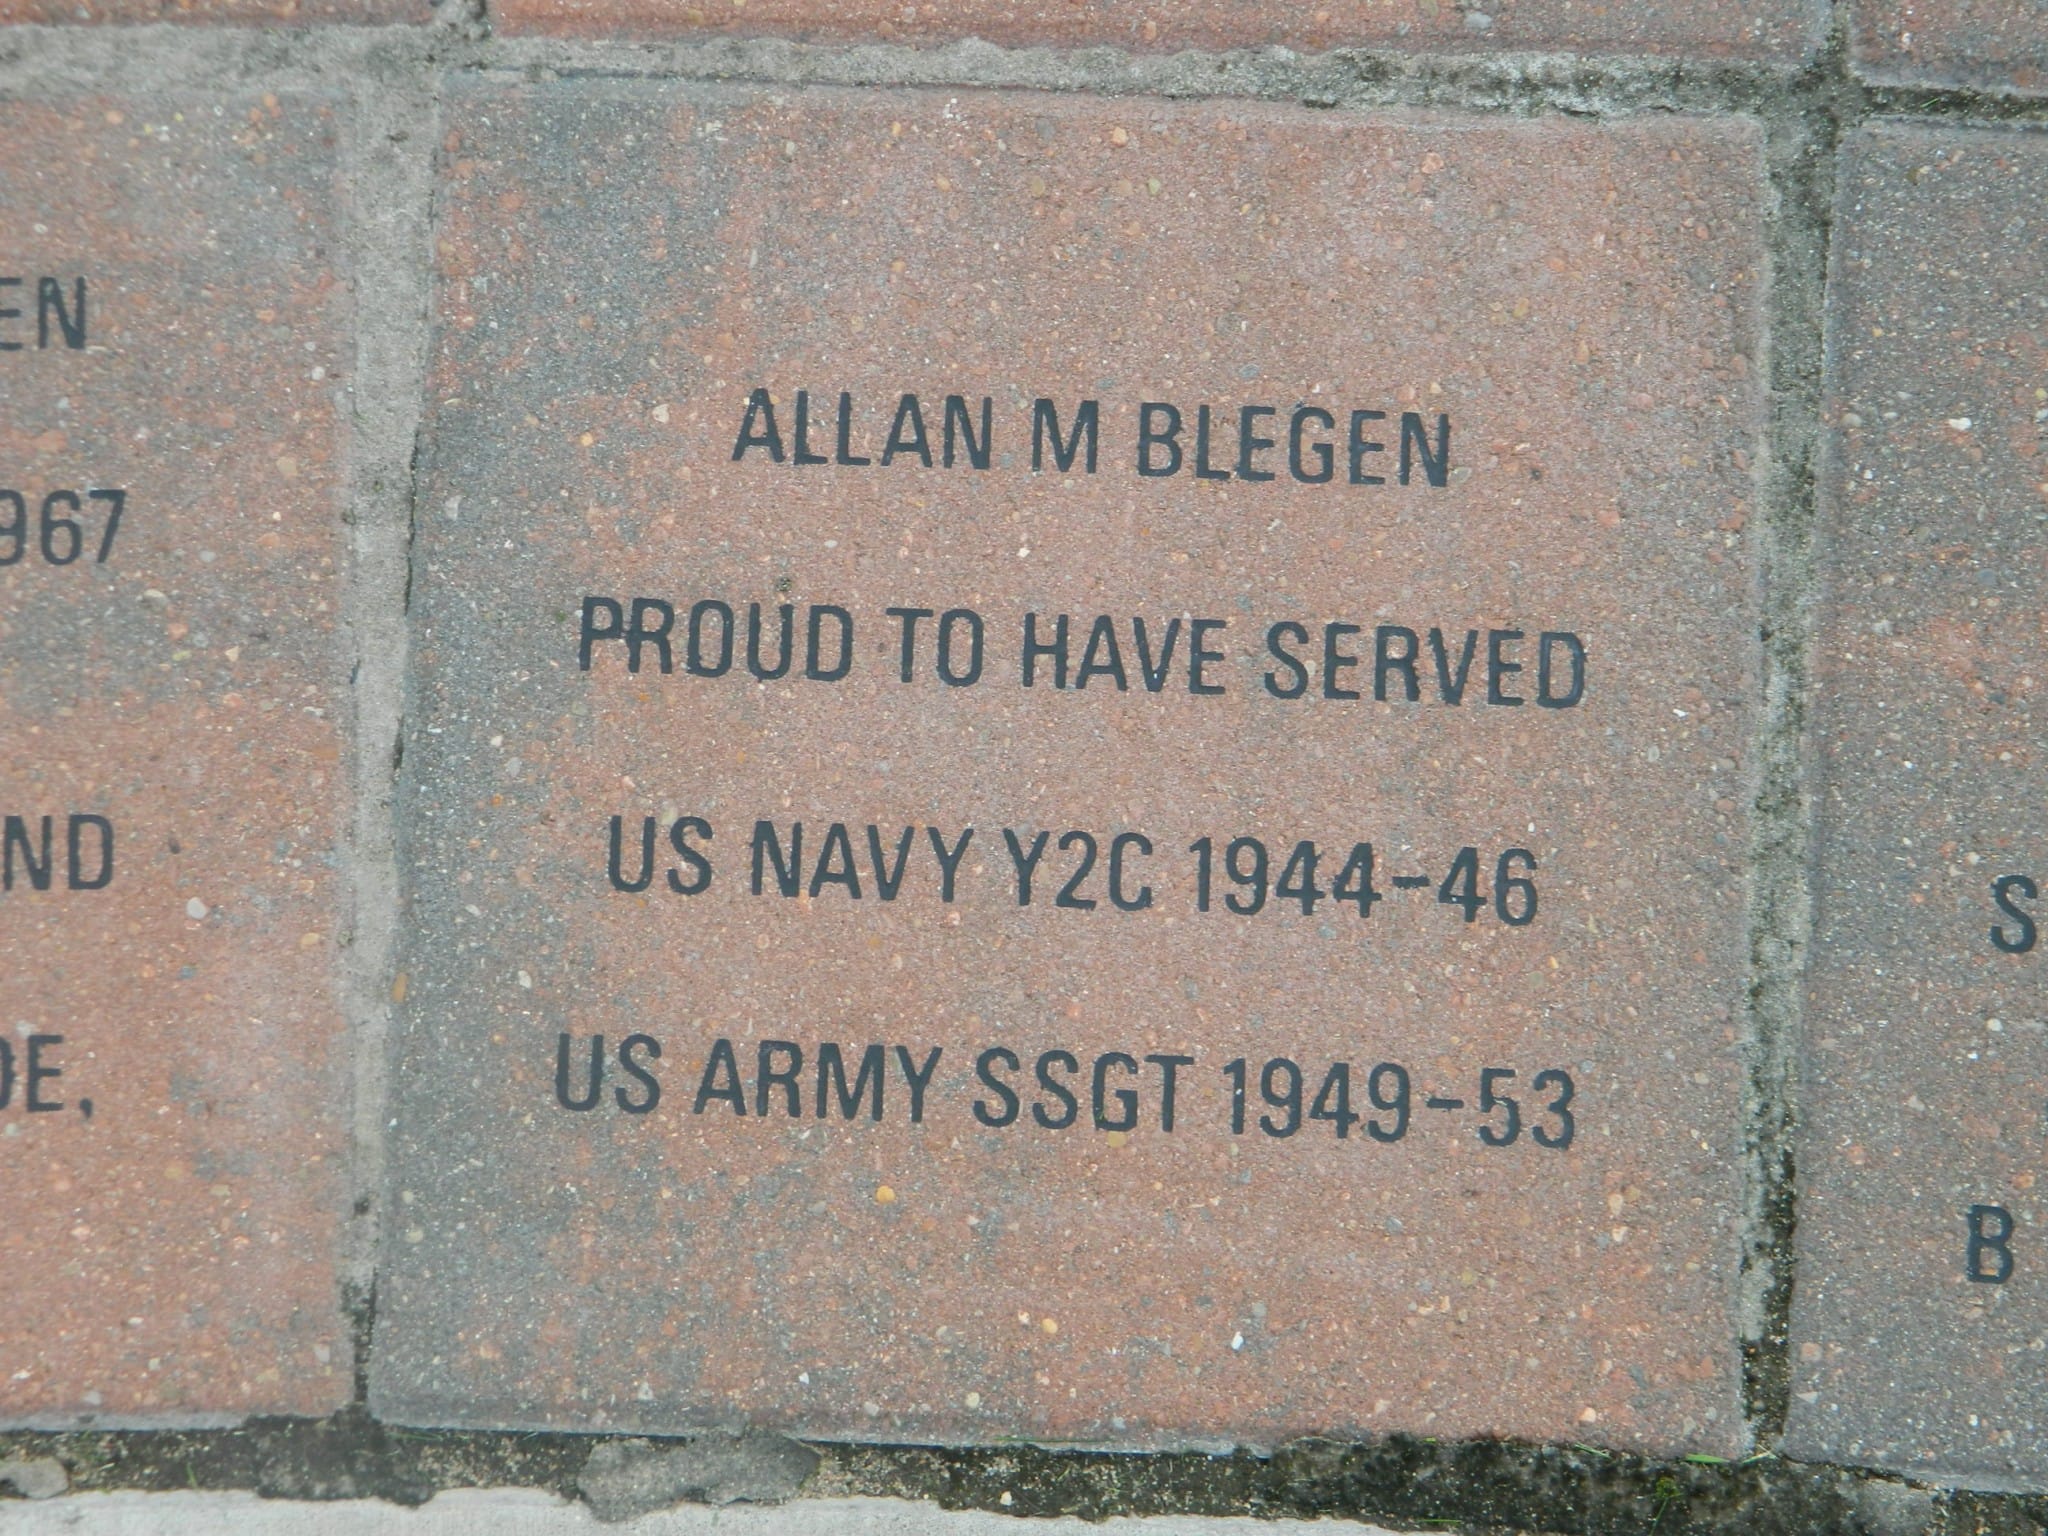 ALLAN M BLEGEN
PROUD TO HAVE SERVED
US NAVY Y2C 1944-46
US ARMY SSGT 1949-53